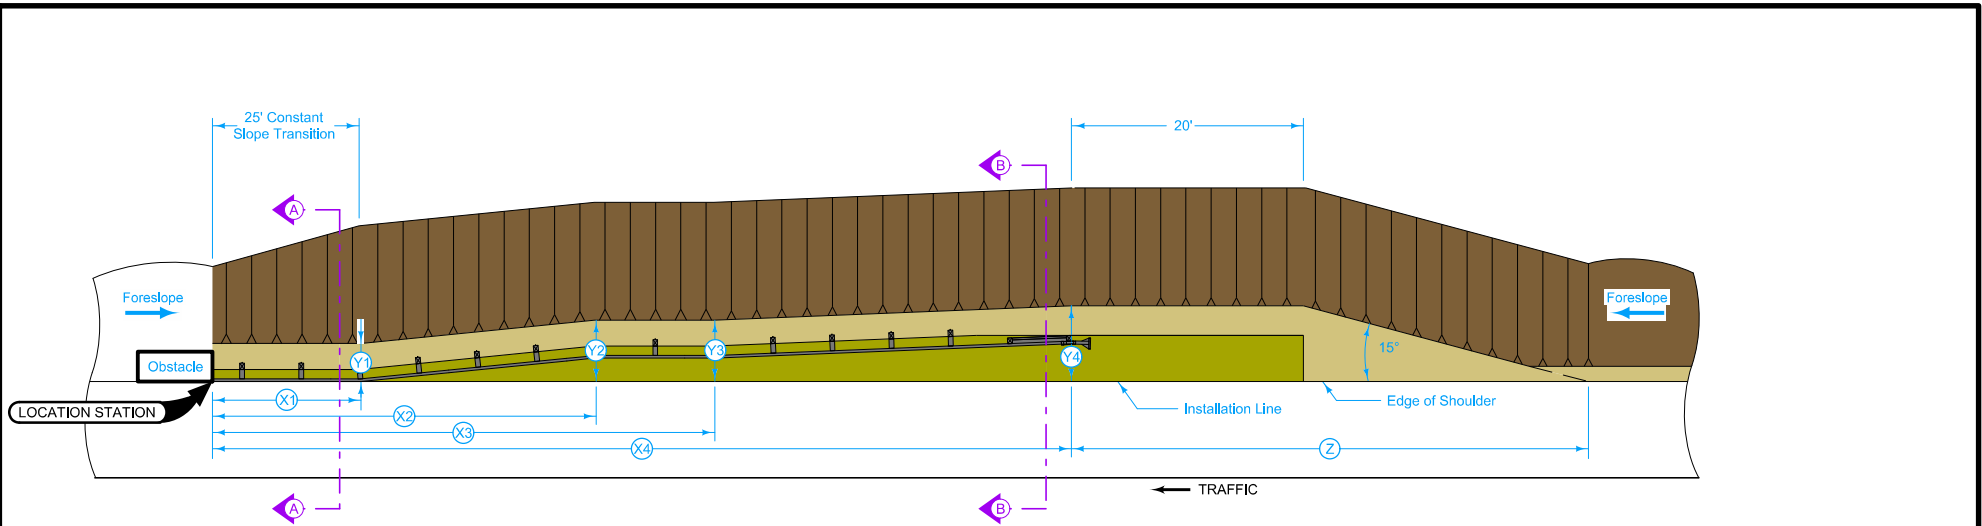 25' Constant
Slope Transition
20'
B
A
Foreslope
Foreslope
Obstacle
Y1
Y2
Y3
Y4
15°
LOCATION STATION
X1
X2
X3
X4
Z
Installation Line
Edge of Shoulder
TRAFFIC
A
B